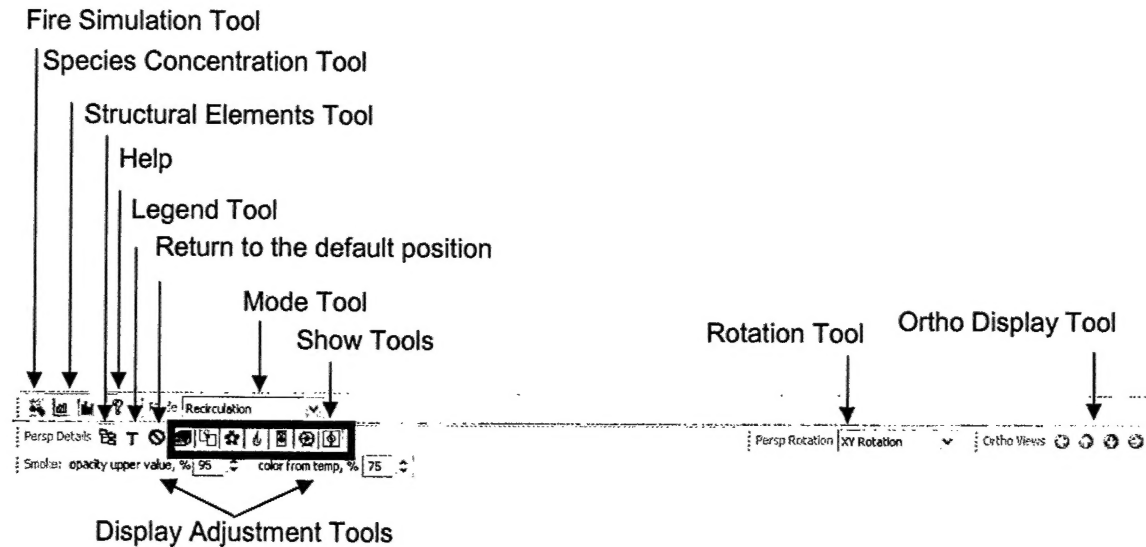 Fire Simulation Tool
Species Concentration Tool
Structural Elements Tool
Help
Legend Tool
Return to the default position
Mode Tool
Show Tools
Rotation Tool
Ortho Display Tool
Recirculation
Persp Details T
Persp Rotation XY Rotation
Ortho Views
Smoke: opacity upper value, % 95 color from temp, % 75
Display Adjustment Tools